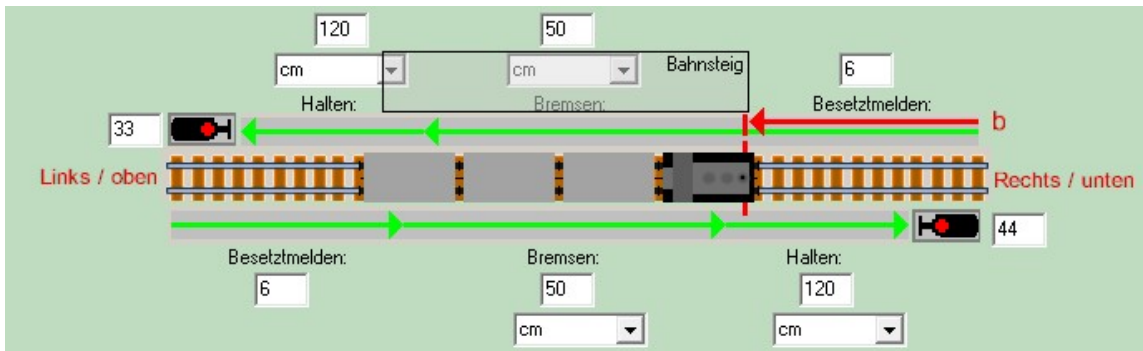 120 50
cm cm Bahnsteig 6
Halten: Bremsen: Besetztmelden:
33 b
Links / oben Rechts / unten
44
Besetztmelden: Bremsen: Halten:
6 50 120
cm cm